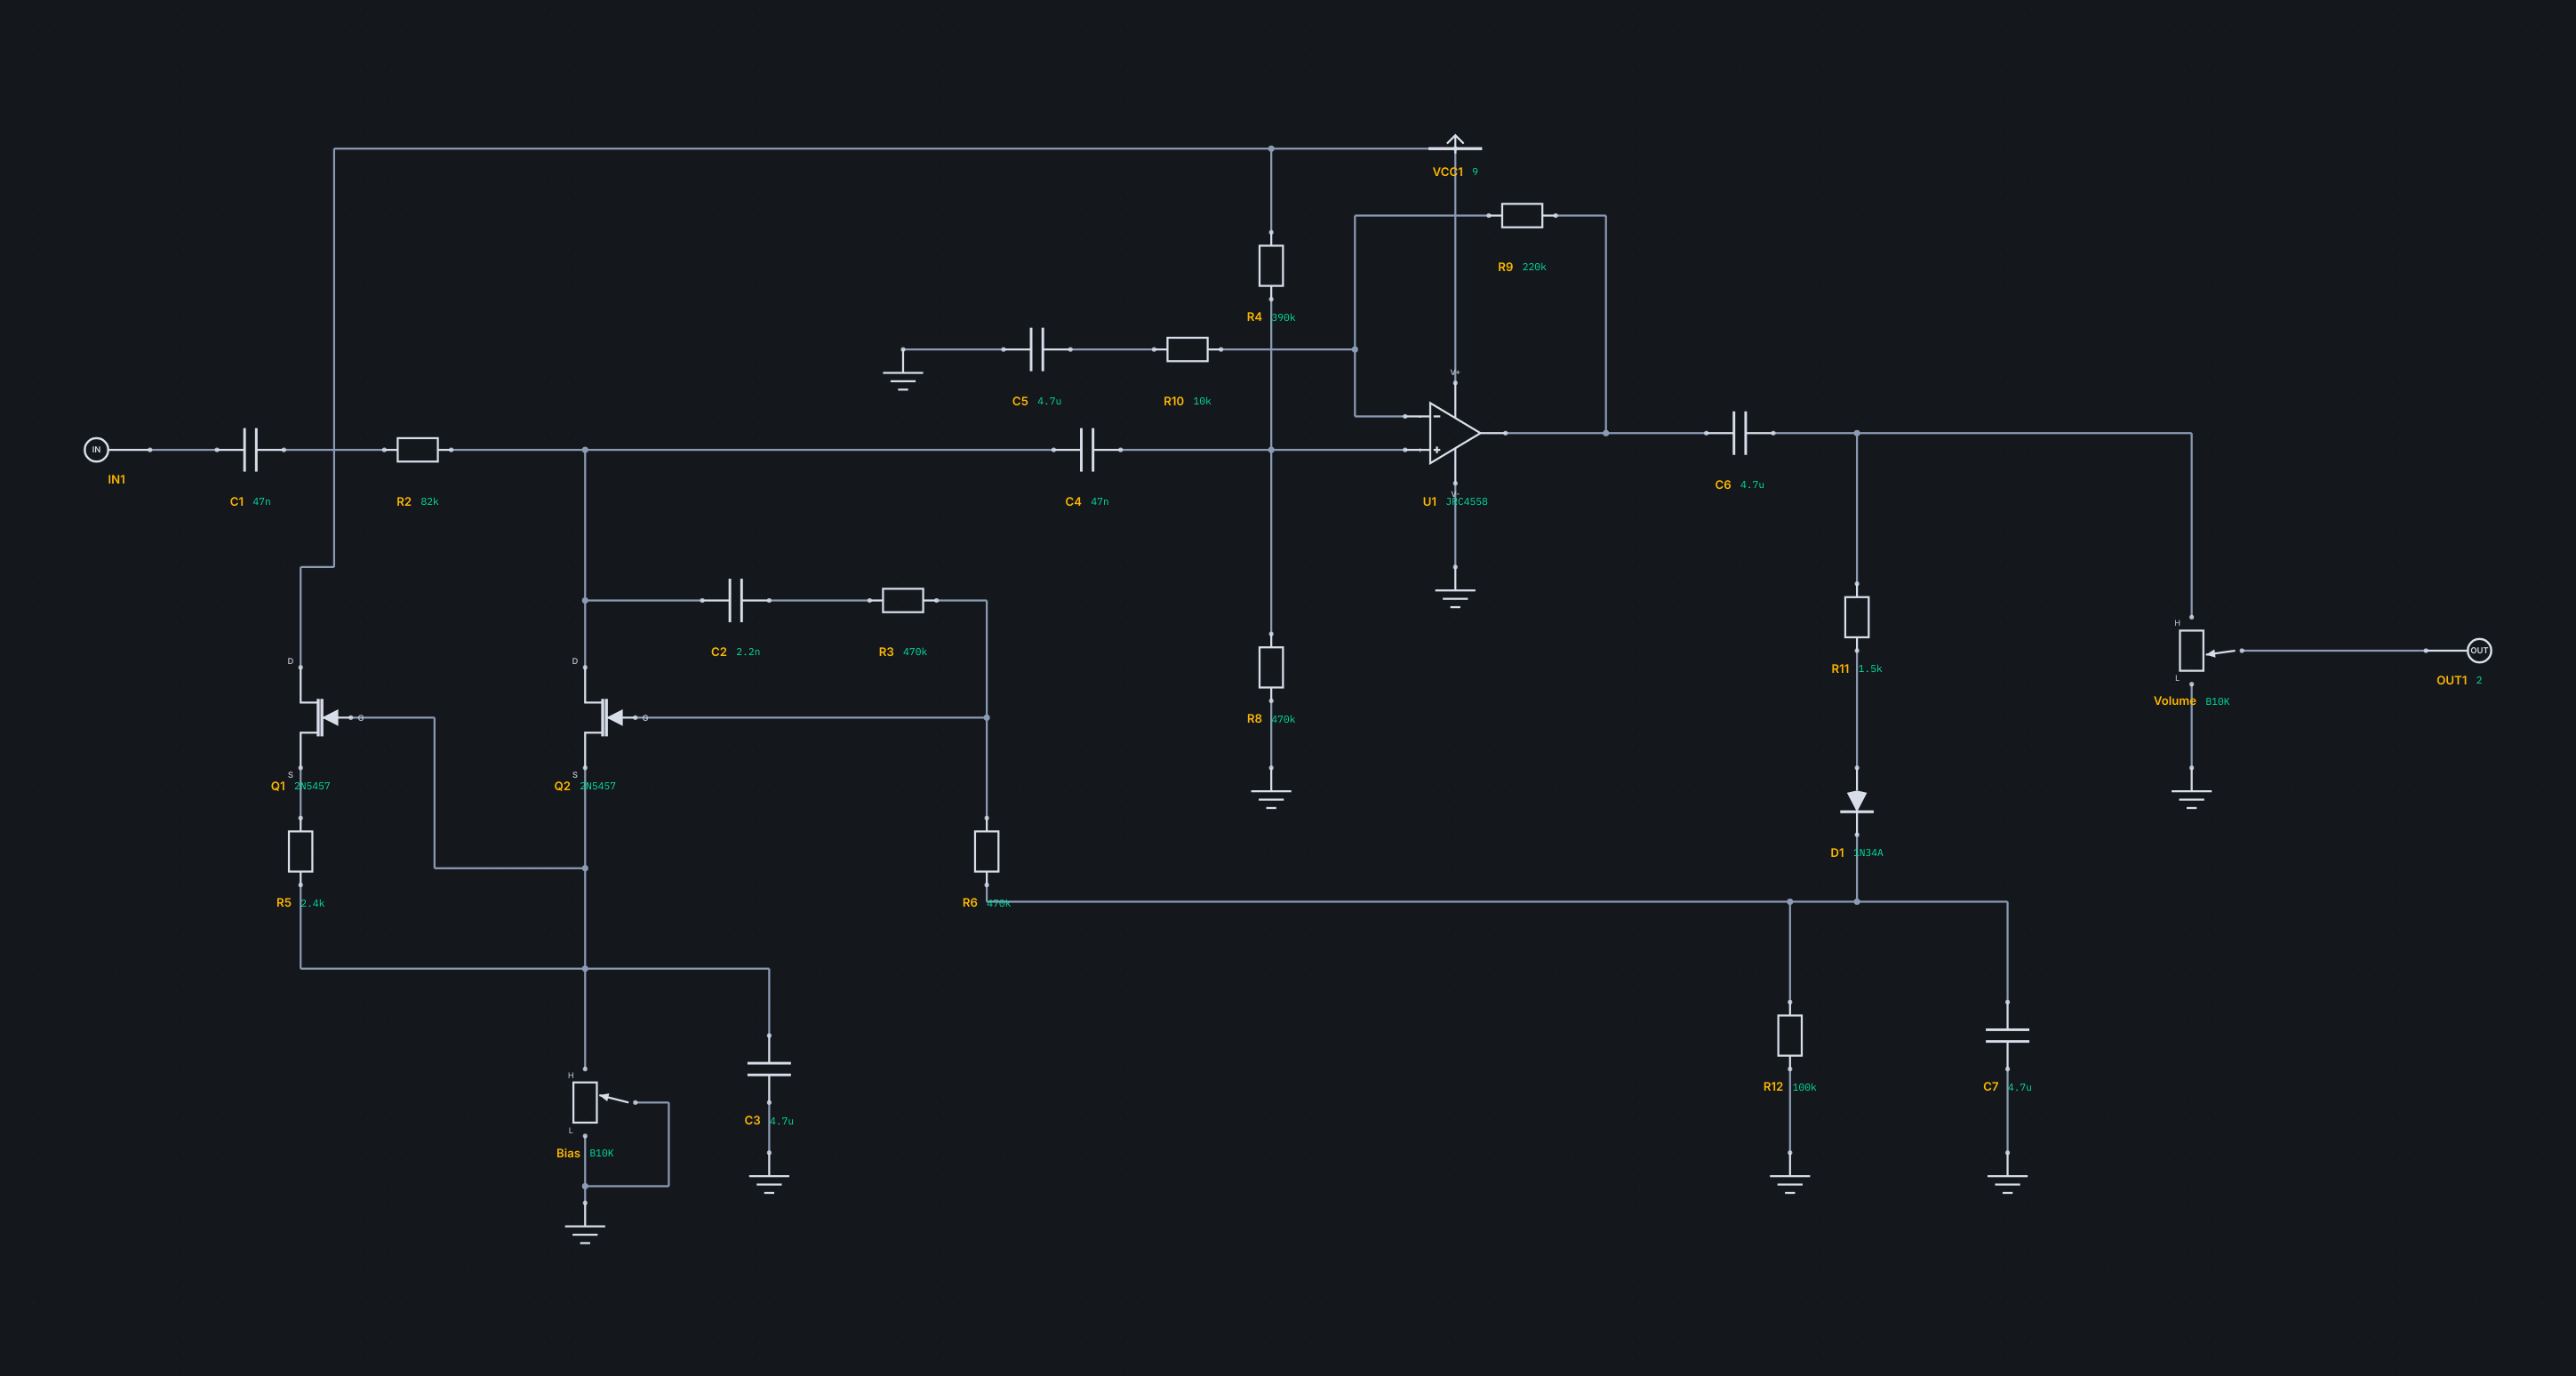 VCC1 9
R9 220k
R4 390k
V+
C5 4.7u
R10 10k
IN
IN1
C1 47n
R2 82k
C4 47n
U1 JRC4558
C6 4.7u
H
C2 2.2n
R3 470k
D
D
R11 1.5k
OUT
L
OUT1 2
Volume B10K
G
G
R8 470k
S
S
Q1 2N5457
Q2 2N5457
D1 1N34A
R5 2.4k
R6 470k
H
R12 100k
C7 4.7u
C3 4.7u
L
Bias B10K